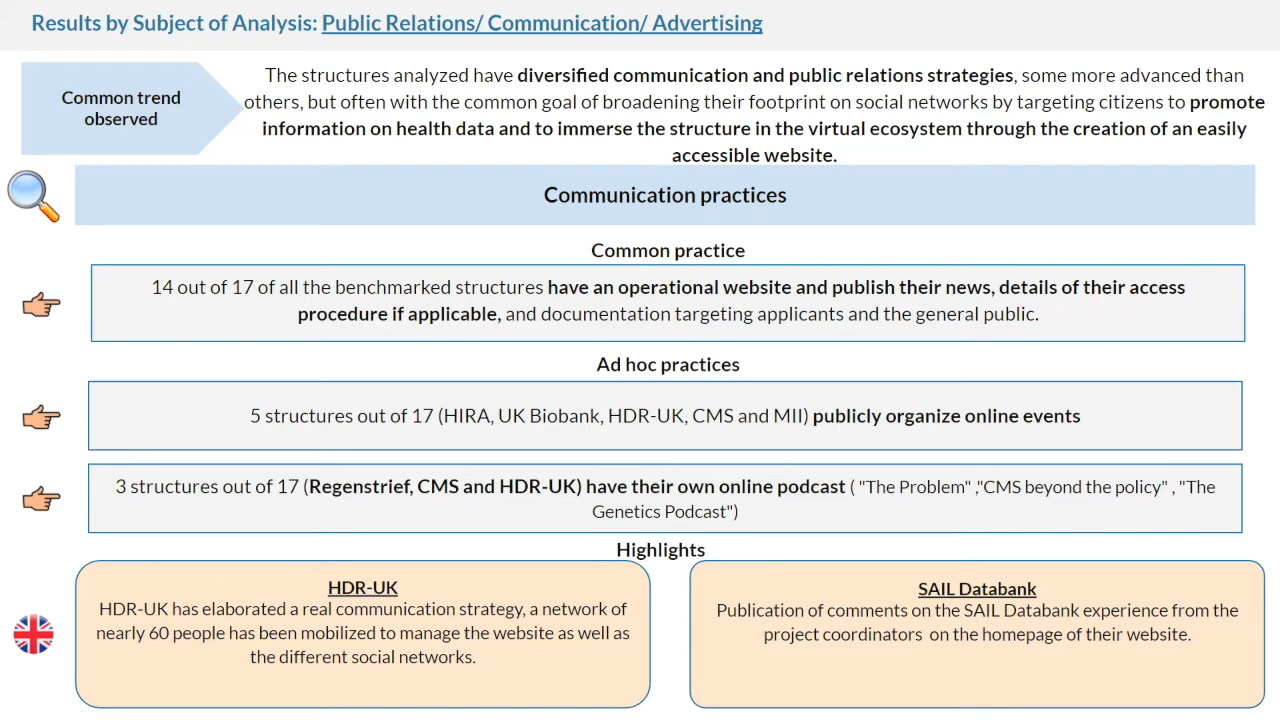 Results by Subject of Analysis: Public Relations/ Communication/ Advertising
Common trend
observed
The structures analyzed have diversified communication and public relations strategies, some more advanced than
others, but often with the common goal of broadening their footprint on social networks by targeting citizens to promote
information on health data and to immerse the structure in the virtual ecosystem through the creation of an easily
accessible website.
Communication practices
Common practice
14 out of 17 of all the benchmarked structures have an operational website and publish their news, details of their access
procedure if applicable, and documentation targeting applicants and the general public.
Ad hoc practices
5 structures out of 17 (HIRA, UK Biobank, HDR-UK, CMS and MII) publicly organize online events
3 structures out of 17 (Regenstrief, CMS and HDR-UK) have their own online podcast ( "The Problem" ,"CMS beyond the policy" , "The
Genetics Podcast")
Highlights
HDR-UK
HDR-UK has elaborated a real communication strategy, a network of
nearly 60 people has been mobilized to manage the website as well as
the different social networks.
SAIL Databank
Publication of comments on the SAIL Databank experience from the
project coordinators on the homepage of their website.